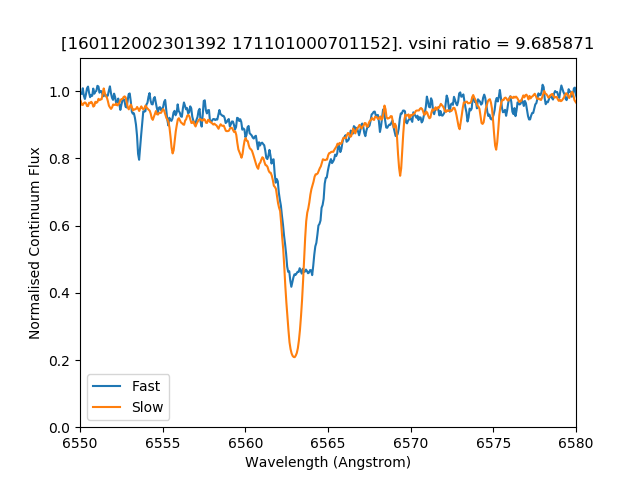 [160112002301392 171101000701152]. vsini ratio = 9.685871
Normalised Continuum Flux
1.0
0.8
0.6
0.4
0.2
0.0
Fast
Slow
6550 6555 6560 6565 6570 6575 6580
Wavelength (Angstrom)